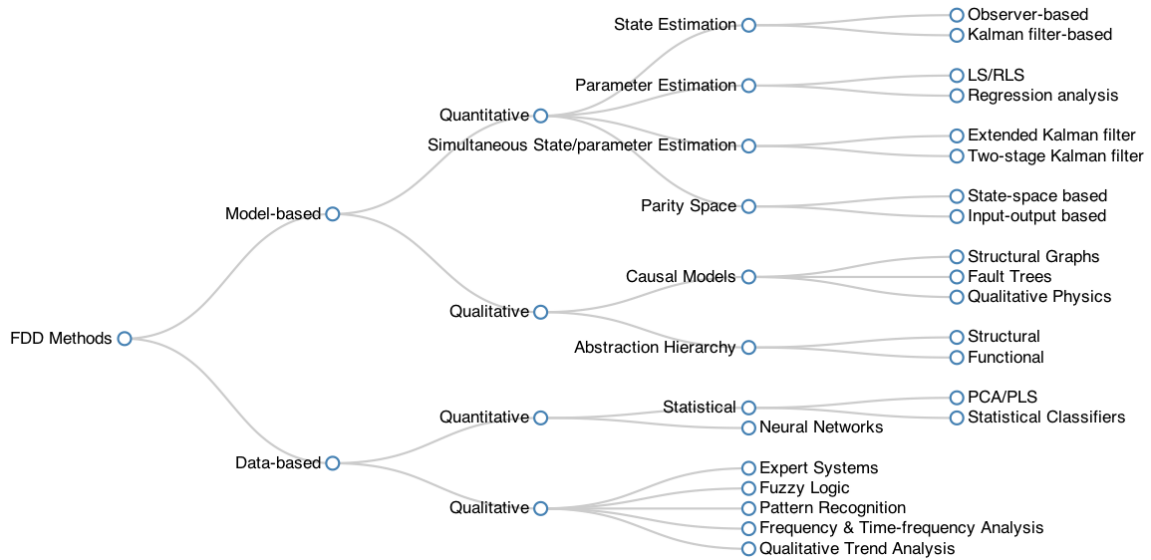 FDD Methods
Model-based
Quantitative
State Estimation
Observer-based
Kalman filter-based
Parameter Estimation
LS/RLS
Regression analysis
Simultaneous State/parameter Estimation
Extended Kalman filter
Two-stage Kalman filter
Parity Space
State-space based
Input-output based
Qualitative
Causal Models
Structural Graphs
Fault Trees
Qualitative Physics
Abstraction Hierarchy
Structural
Functional
Data-based
Quantitative
Statistical
PCA/PLS
Statistical Classifiers
Neural Networks
Qualitative
Expert Systems
Fuzzy Logic
Pattern Recognition
Frequency & Time-frequency Analysis
Qualitative Trend Analysis